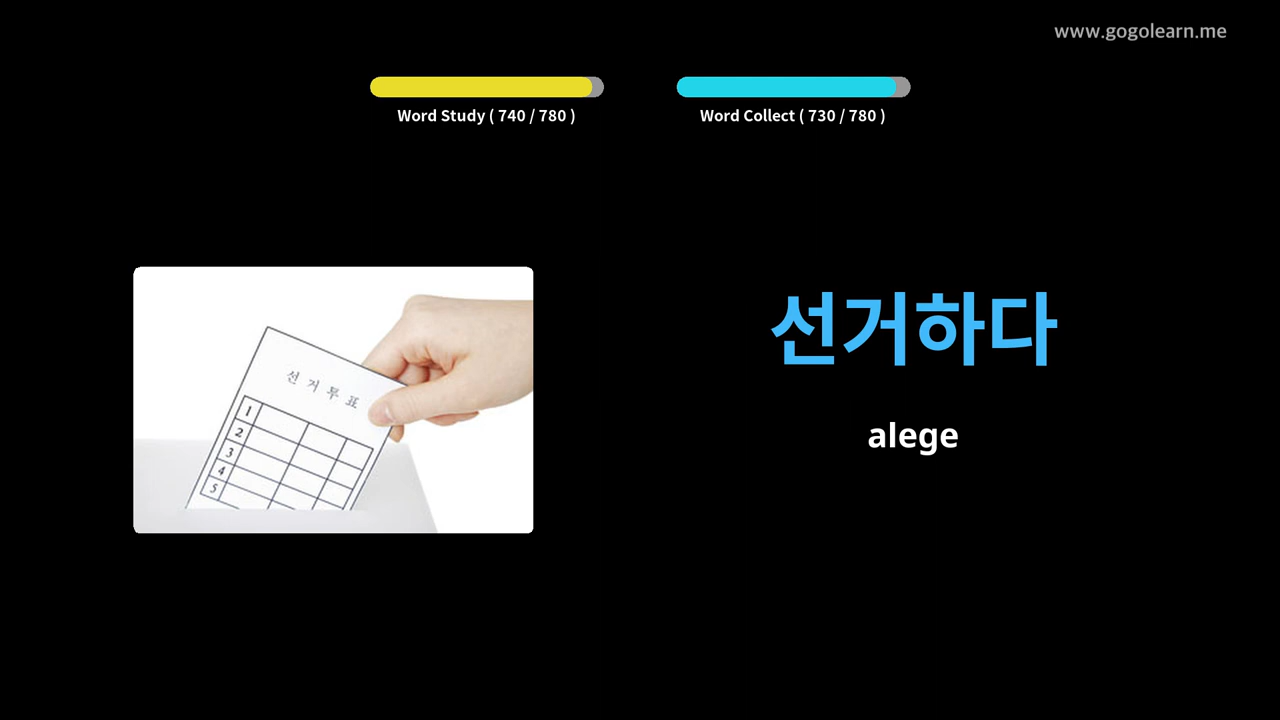 www.gogolearn.me
Word Study ( 740 / 780 )
Word Collect ( 730 / 780 )
선거투표
1
2
3
4
5
선거하다
alege